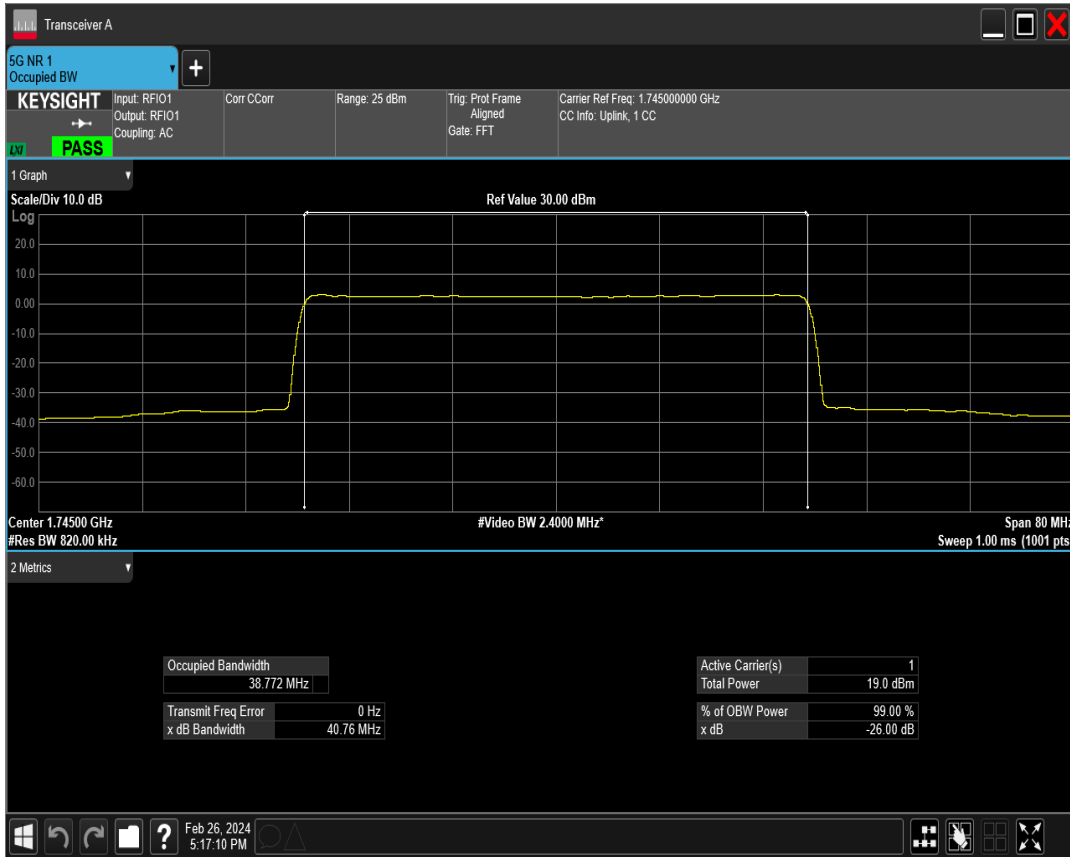 Transceiver A
5G NR 1
Occupied BW
KEYSIGHT
LXI
PASS
Input: RFIO1
Output: RFIO1
Coupling: AC
Corr CCorr
Range: 25 dBm
Trig: Prot Frame
Aligned
Gate: FFT
Carrier Ref Freq: 1.745000000 GHz
CC Info: Uplink, 1 CC
1 Graph
Scale/Div 10.0 dB
Ref Value 30.00 dBm
Log
20.0
10.0
0.00
-10.0
-20.0
-30.0
-40.0
-50.0
-60.0
Center 1.74500 GHz
#Video BW 2.4000 MHz*
Span 80 MHz
#Res BW 820.00 kHz
Sweep 1.00 ms (1001 pts
2 Metrics
Occupied Bandwidth
38.772 MHz
Transmit Freq Error 0 Hz
x dB Bandwidth 40.76 MHz
Active Carrier(s) 1
Total Power 19.0 dBm
% of OBW Power 99.00 %
x dB -26.00 dB
?
Feb 26, 2024
5:17:10 PM